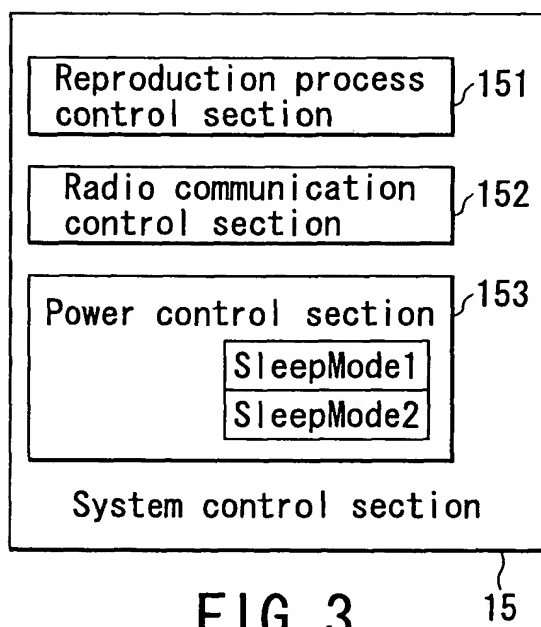 Reproduction process
control section
151
Radio communication
control section
152
Power control section
153
SleepMode1
SleepMode2
System control section
15
FIG. 3